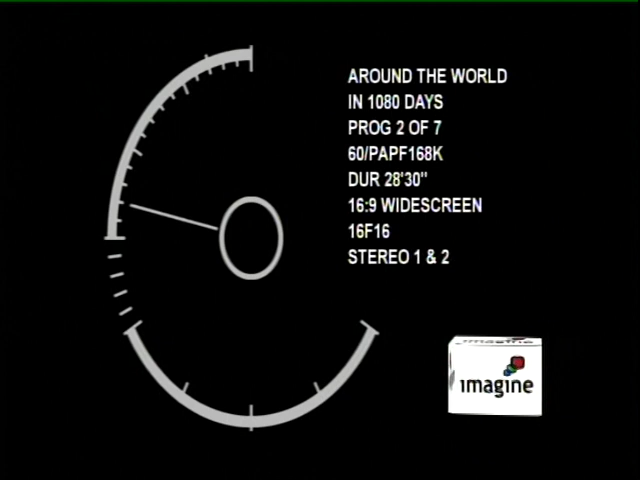 AROUND THE WORLD
IN 1080 DAYS
PROG 2 OF 7
60/PAPF168K
DUR 28'30"
16:9 WIDESCREEN
16F16
STEREO 1 & 2
imagine
imagine